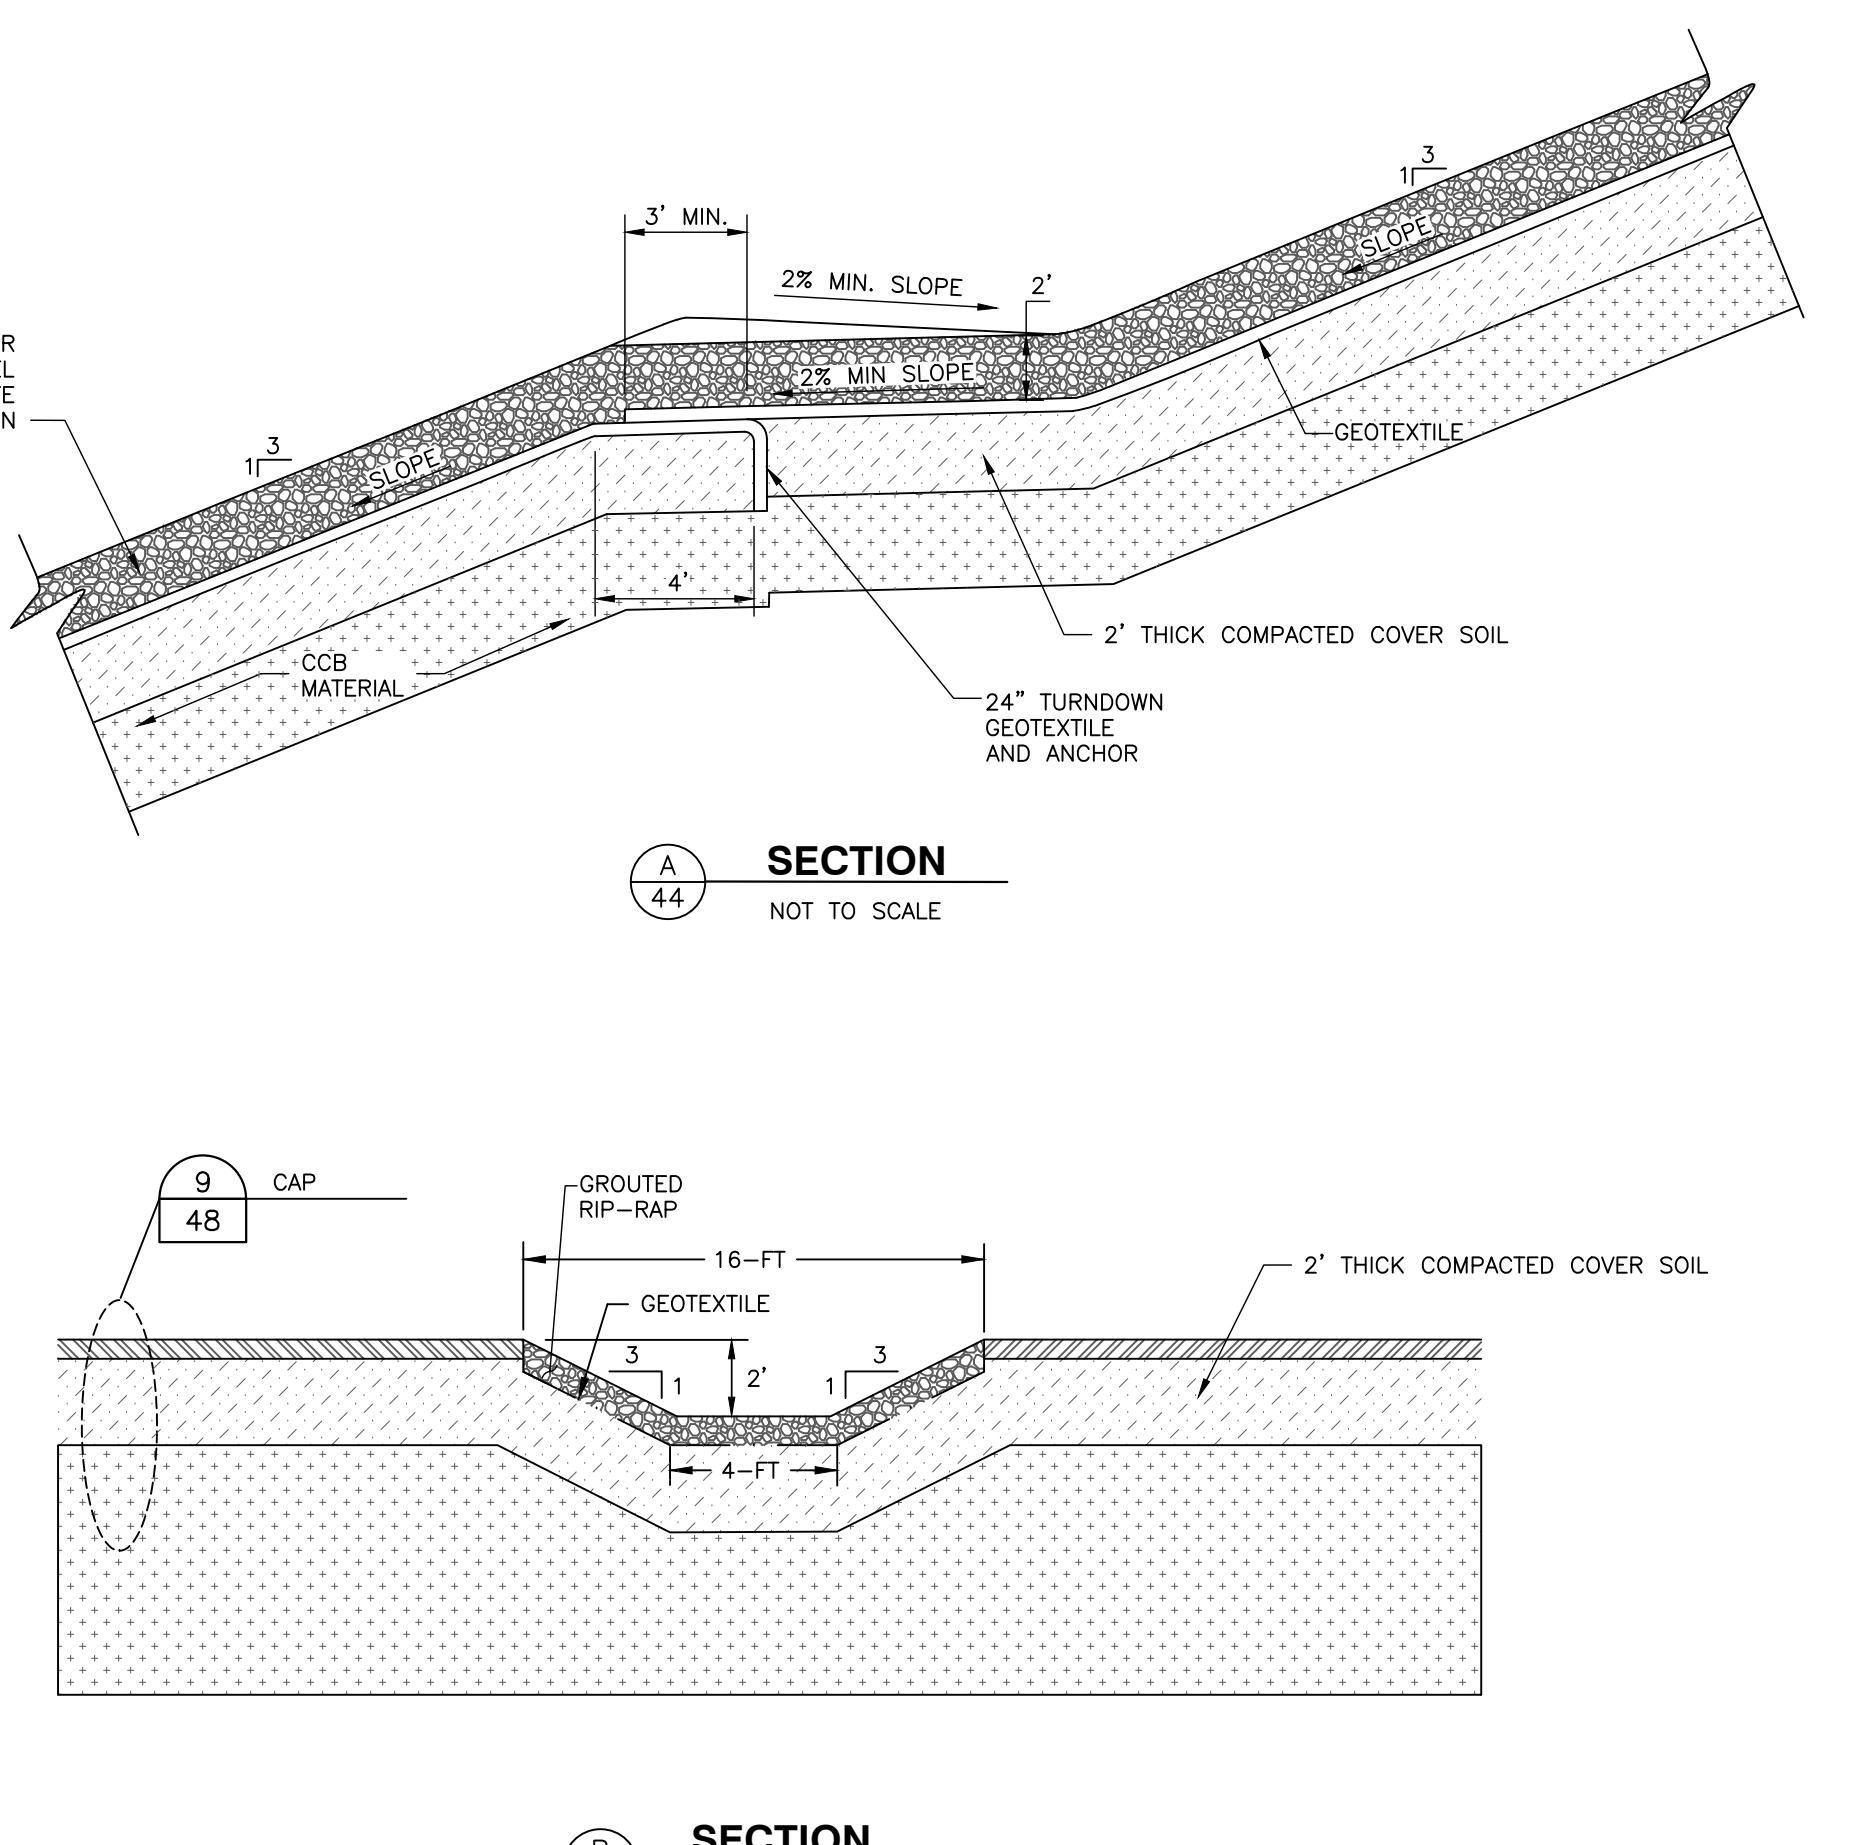 3’ MIN.
2% MIN. SLOPE
2’
3
1
SLOPE
2% MIN SLOPE
GEOTEXTILE
3
1
SLOPE
4’
2’ THICK COMPACTED COVER SOIL
CCB
MATERIAL
24” TURNDOWN
GEOTEXTILE
AND ANCHOR
A
44
SECTION
NOT TO SCALE
9
48
CAP
GROUTED
RIP-RAP
16-FT
2’ THICK COMPACTED COVER SOIL
GEOTEXTILE
3
1
2’
3
1
4-FT
SECTION